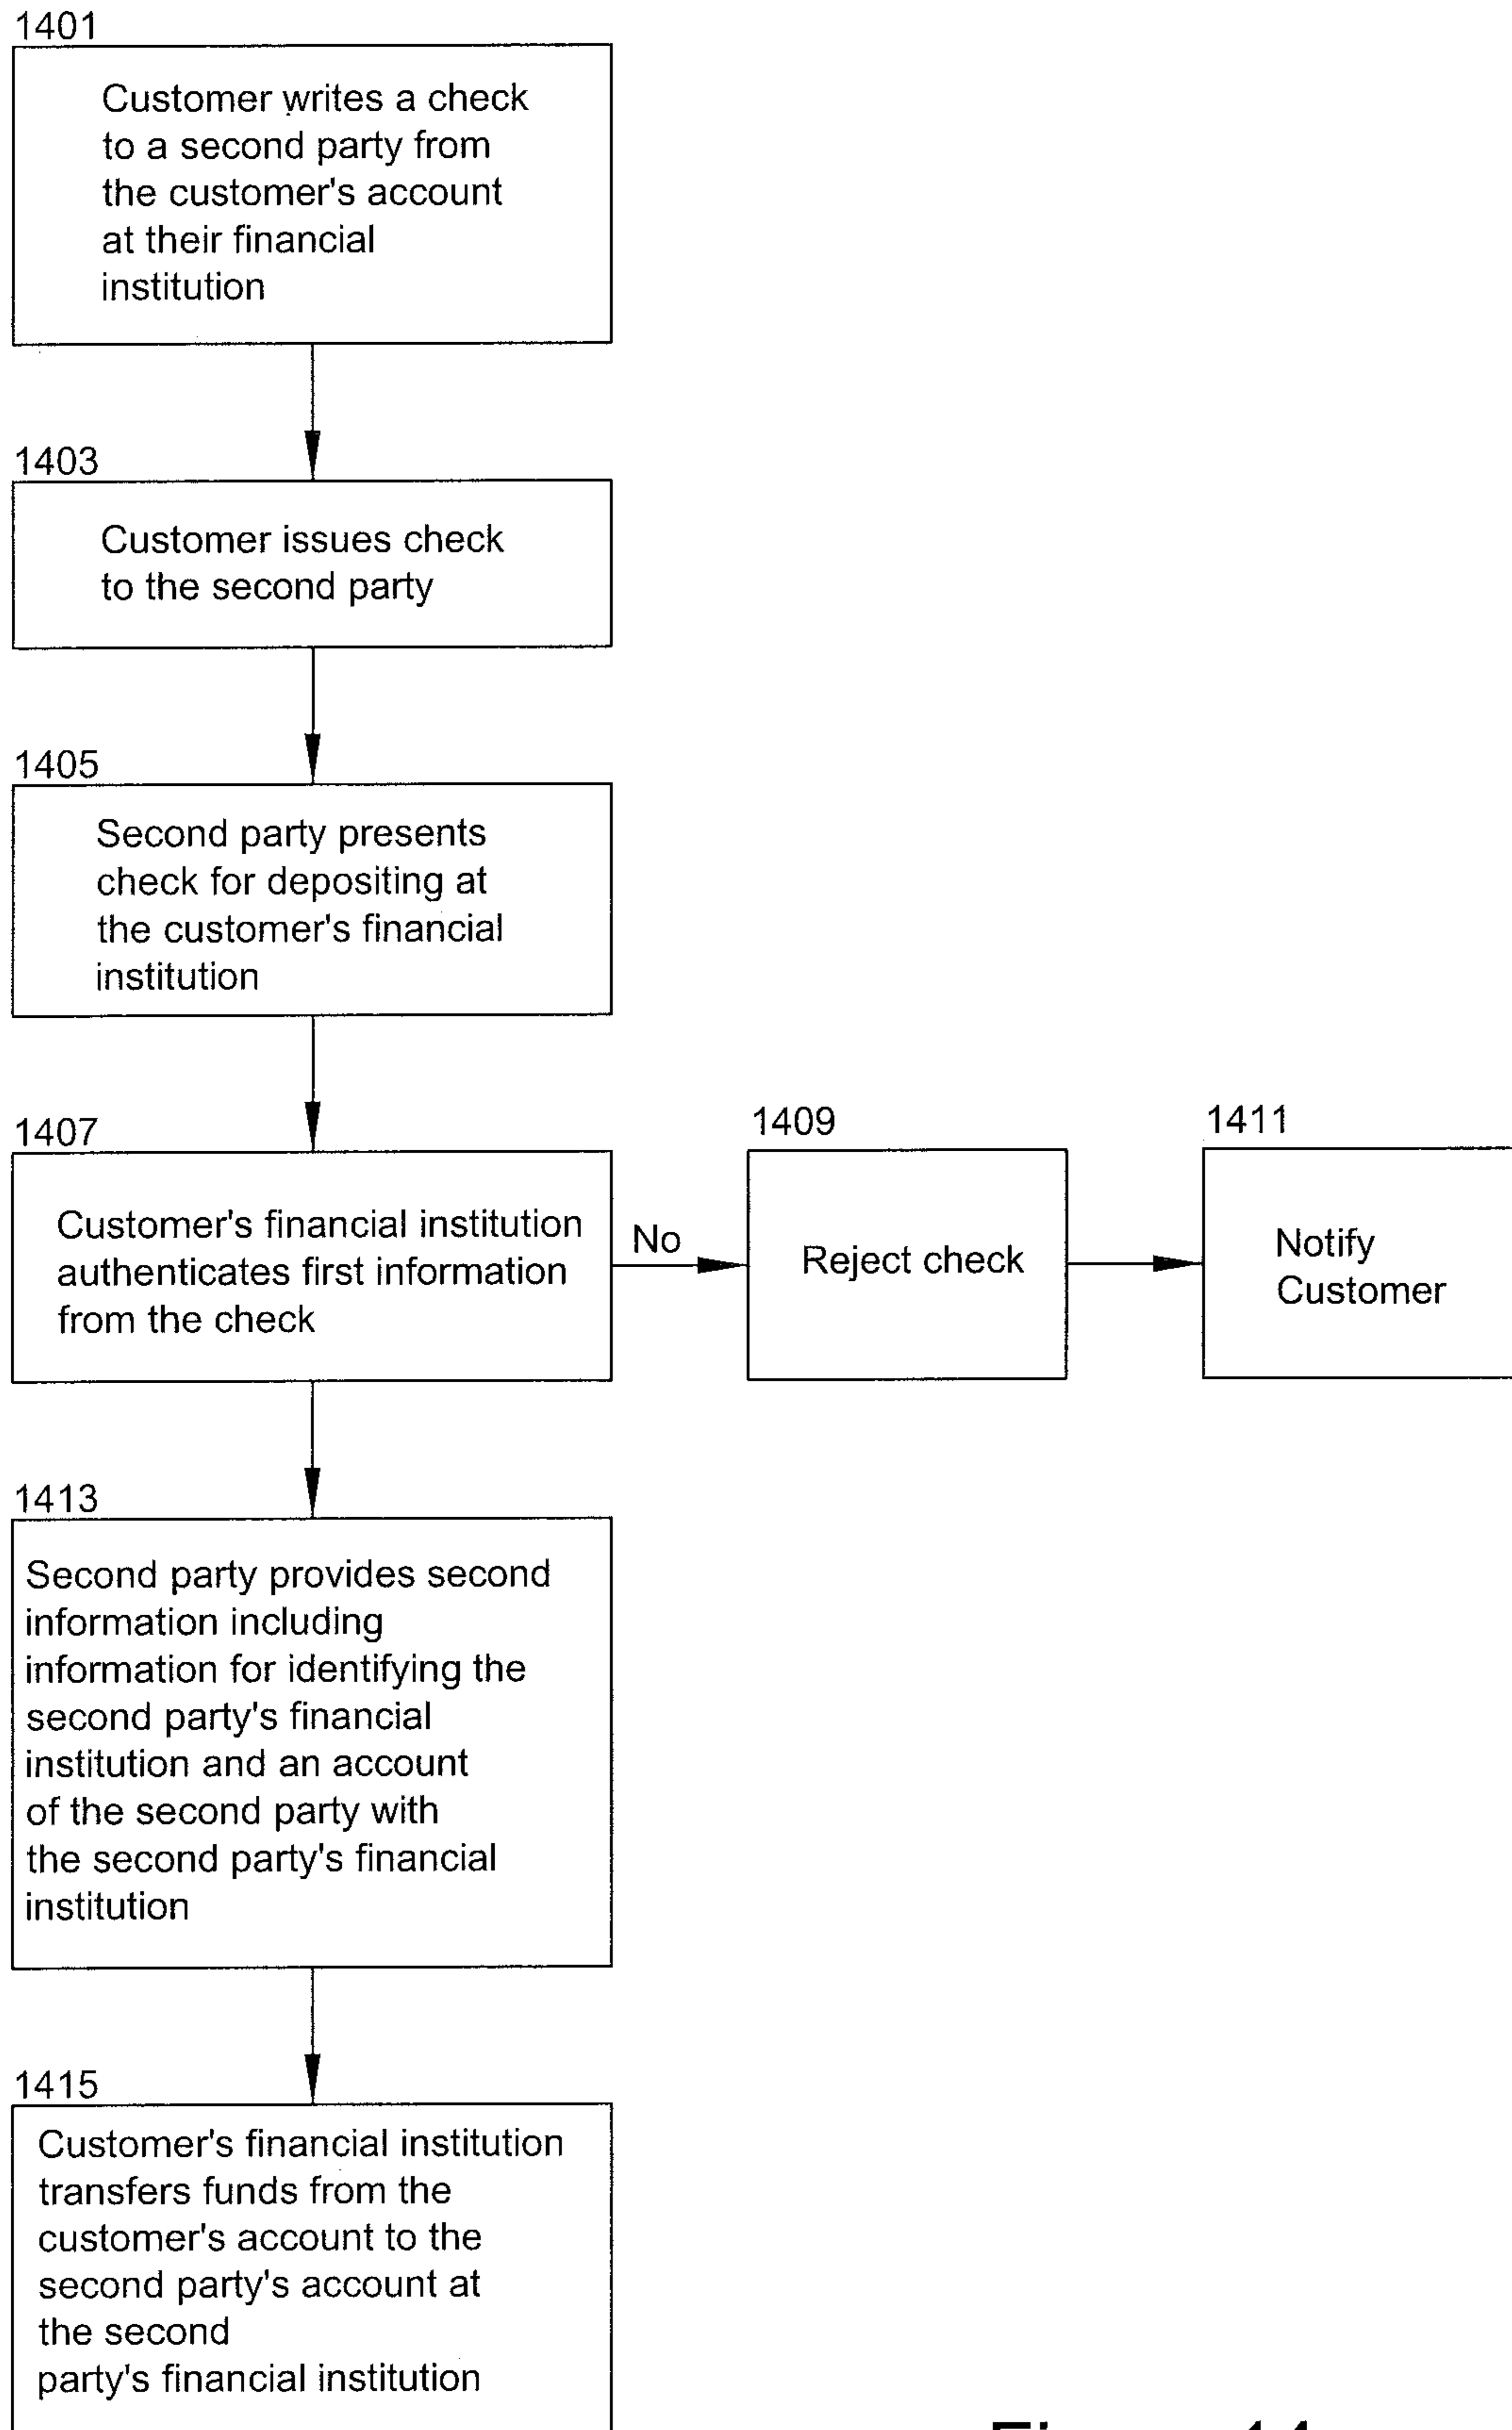 1401
Customer writes a check
to a second party from
the customer's account
at their financial
institution
1403
Customer issues check
to the second party
1405
Second party presents
check for depositing at
the customer's financial
institution
1407
Customer's financial institution
authenticates first information
from the check
No
1409
Reject check
1411
Notify
Customer
1413
Second party provides second
information including
information for identifying the
second party's financial
institution and an account
of the second party with
the second party's financial
institution
1415
Customer's financial institution
transfers funds from the
customer's account to the
second party's account at
the second
party's financial institution